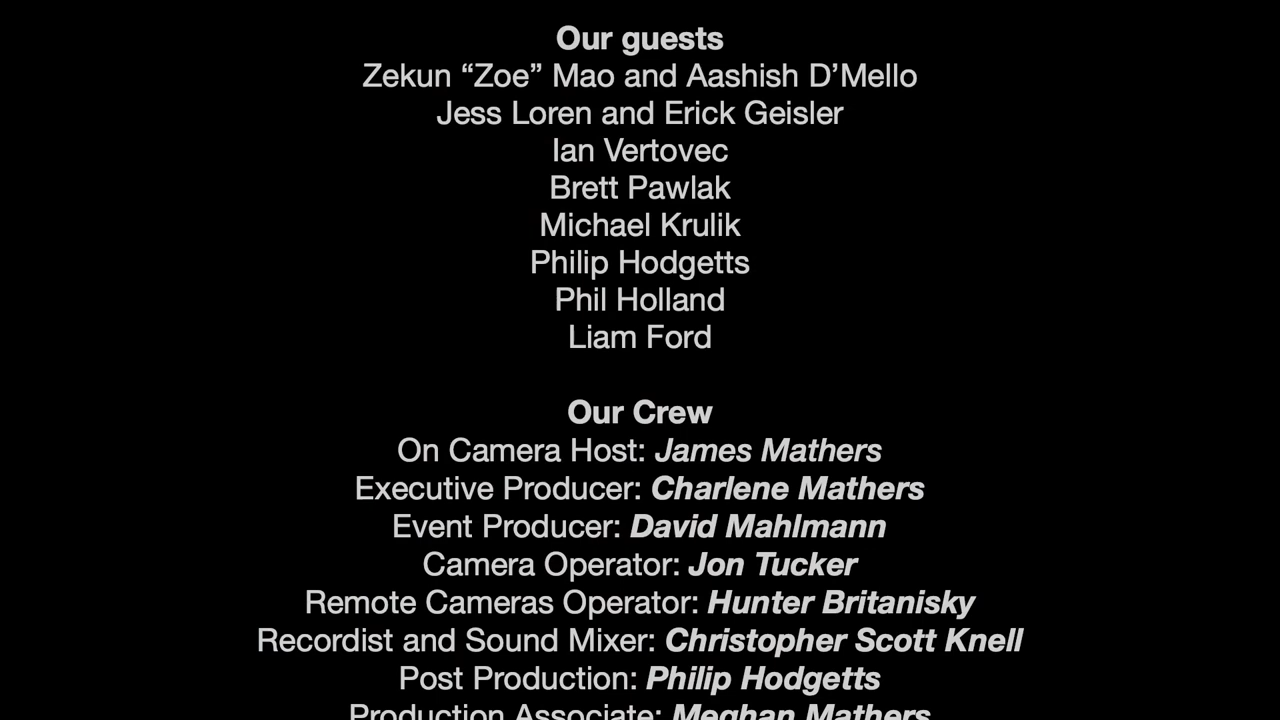 Our guests
Zekun “Zoe” Mao and Aashish D’Mello
Jess Loren and Erick Geisler
Ian Vertovec
Brett Pawlak
Michael Krulik
Philip Hodgetts
Phil Holland
Liam Ford
Our Crew
On Camera Host: James Mathers
Executive Producer: Charlene Mathers
Event Producer: David Mahlmann
Camera Operator: Jon Tucker
Remote Cameras Operator: Hunter Britanisky
Recordist and Sound Mixer: Christopher Scott Knell
Post Production: Philip Hodgetts
Production Associate: Meghan Mathers